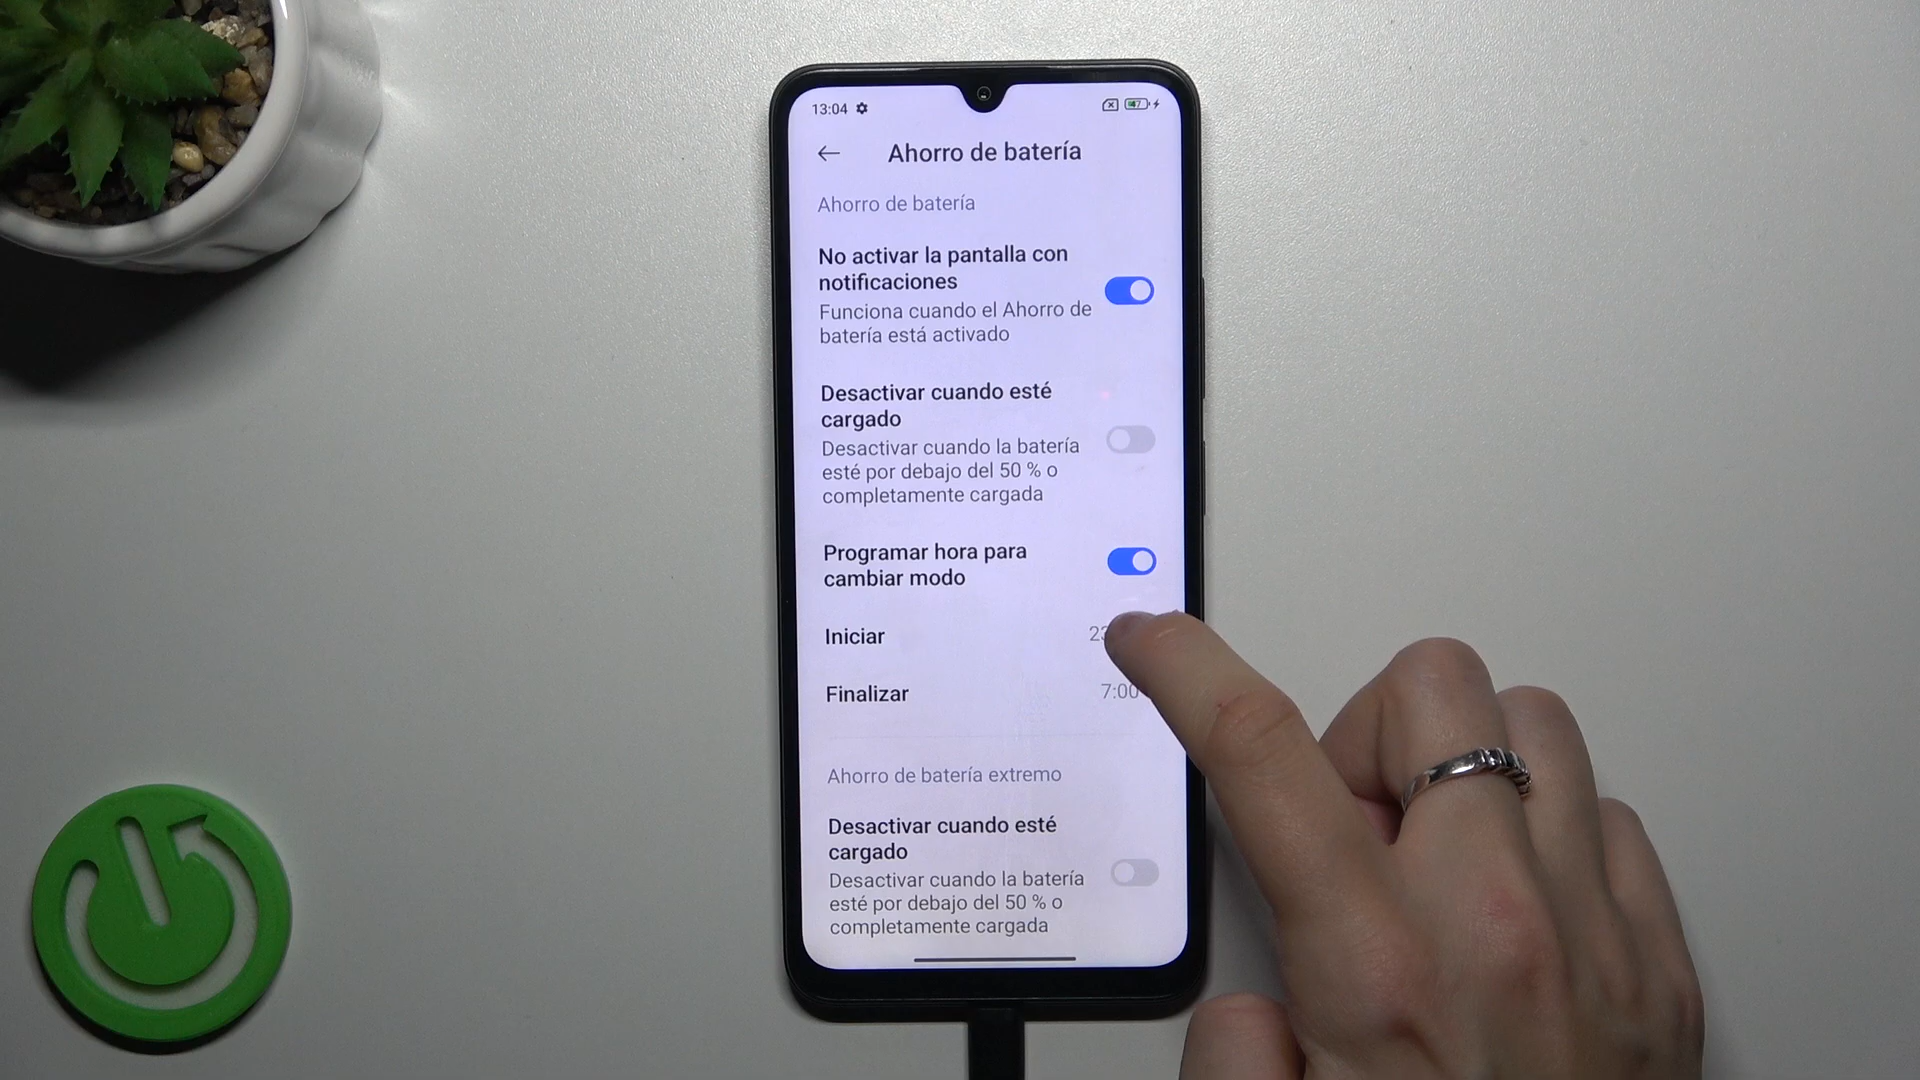 13:04
47
Ahorro de batería
Ahorro de batería
No activar la pantalla con
notificaciones
Funciona cuando el Ahorro de
batería está activado
Desactivar cuando esté
cargado
Desactivar cuando la batería
esté por debajo del 50 % o
completamente cargada
Programar hora para
cambiar modo
Iniciar
Finalizar 7:00
Ahorro de batería extremo
Desactivar cuando esté
cargado
Desactivar cuando la batería
esté por debajo del 50 % o
completamente cargada